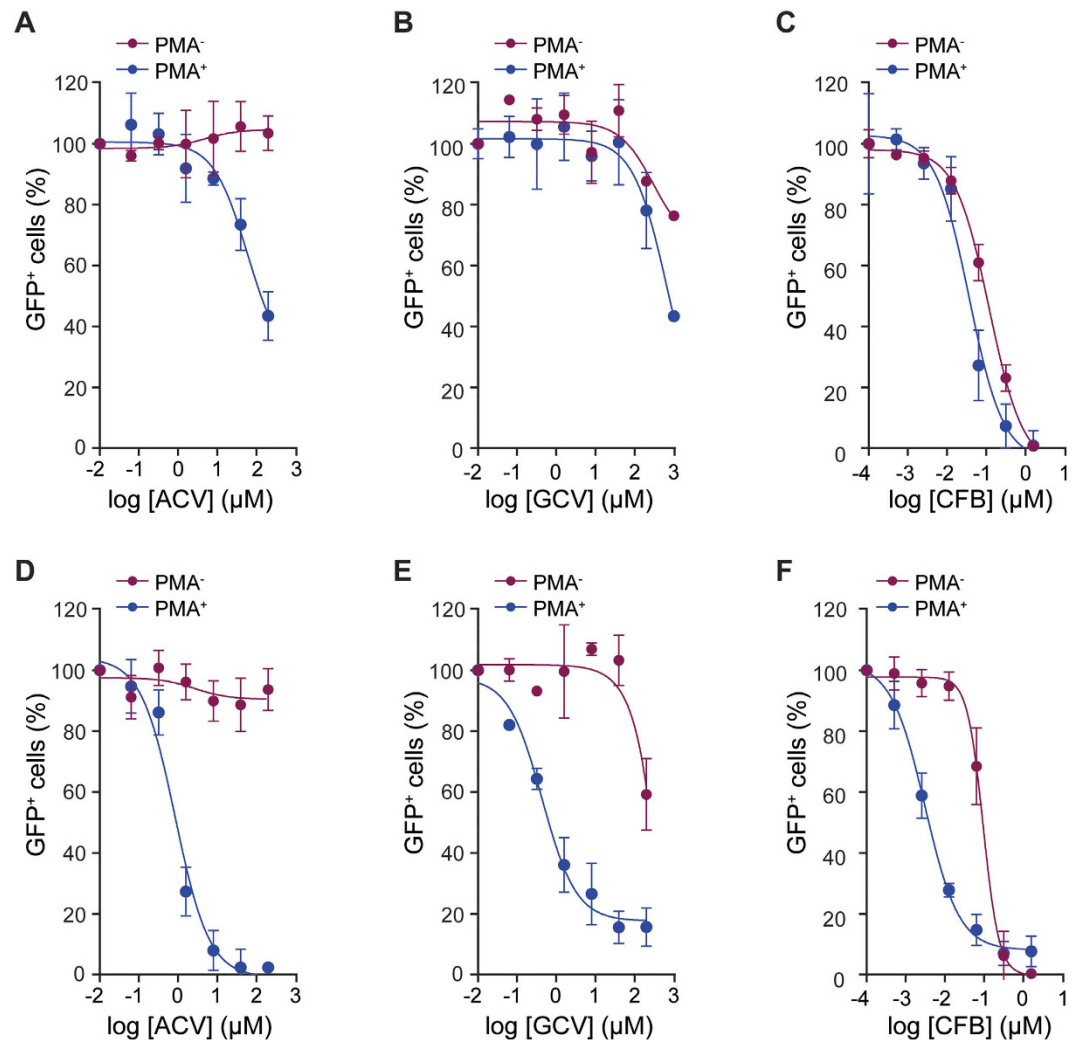 A
PMA⁻
PMA⁺
GFP⁺ cells (%)
120
100
80
60
40
20
0
-2 -1 0 1 2 3
log [ACV] (µM)
B
PMA⁻
PMA⁺
GFP⁺ cells (%)
120
100
80
60
40
20
0
-2 -1 0 1 2 3
log [GCV] (µM)
C
PMA⁻
PMA⁺
GFP⁺ cells (%)
120
100
80
60
40
20
0
-4 -3 -2 -1 0 1
log [CFB] (µM)
D
PMA⁻
PMA⁺
GFP⁺ cells (%)
120
100
80
60
40
20
0
-2 -1 0 1 2 3
log [ACV] (µM)
E
PMA⁻
PMA⁺
GFP⁺ cells (%)
120
100
80
60
40
20
0
-2 -1 0 1 2 3
log [GCV] (µM)
F
PMA⁻
PMA⁺
GFP⁺ cells (%)
120
100
80
60
40
20
0
-4 -3 -2 -1 0 1
log [CFB] (µM)